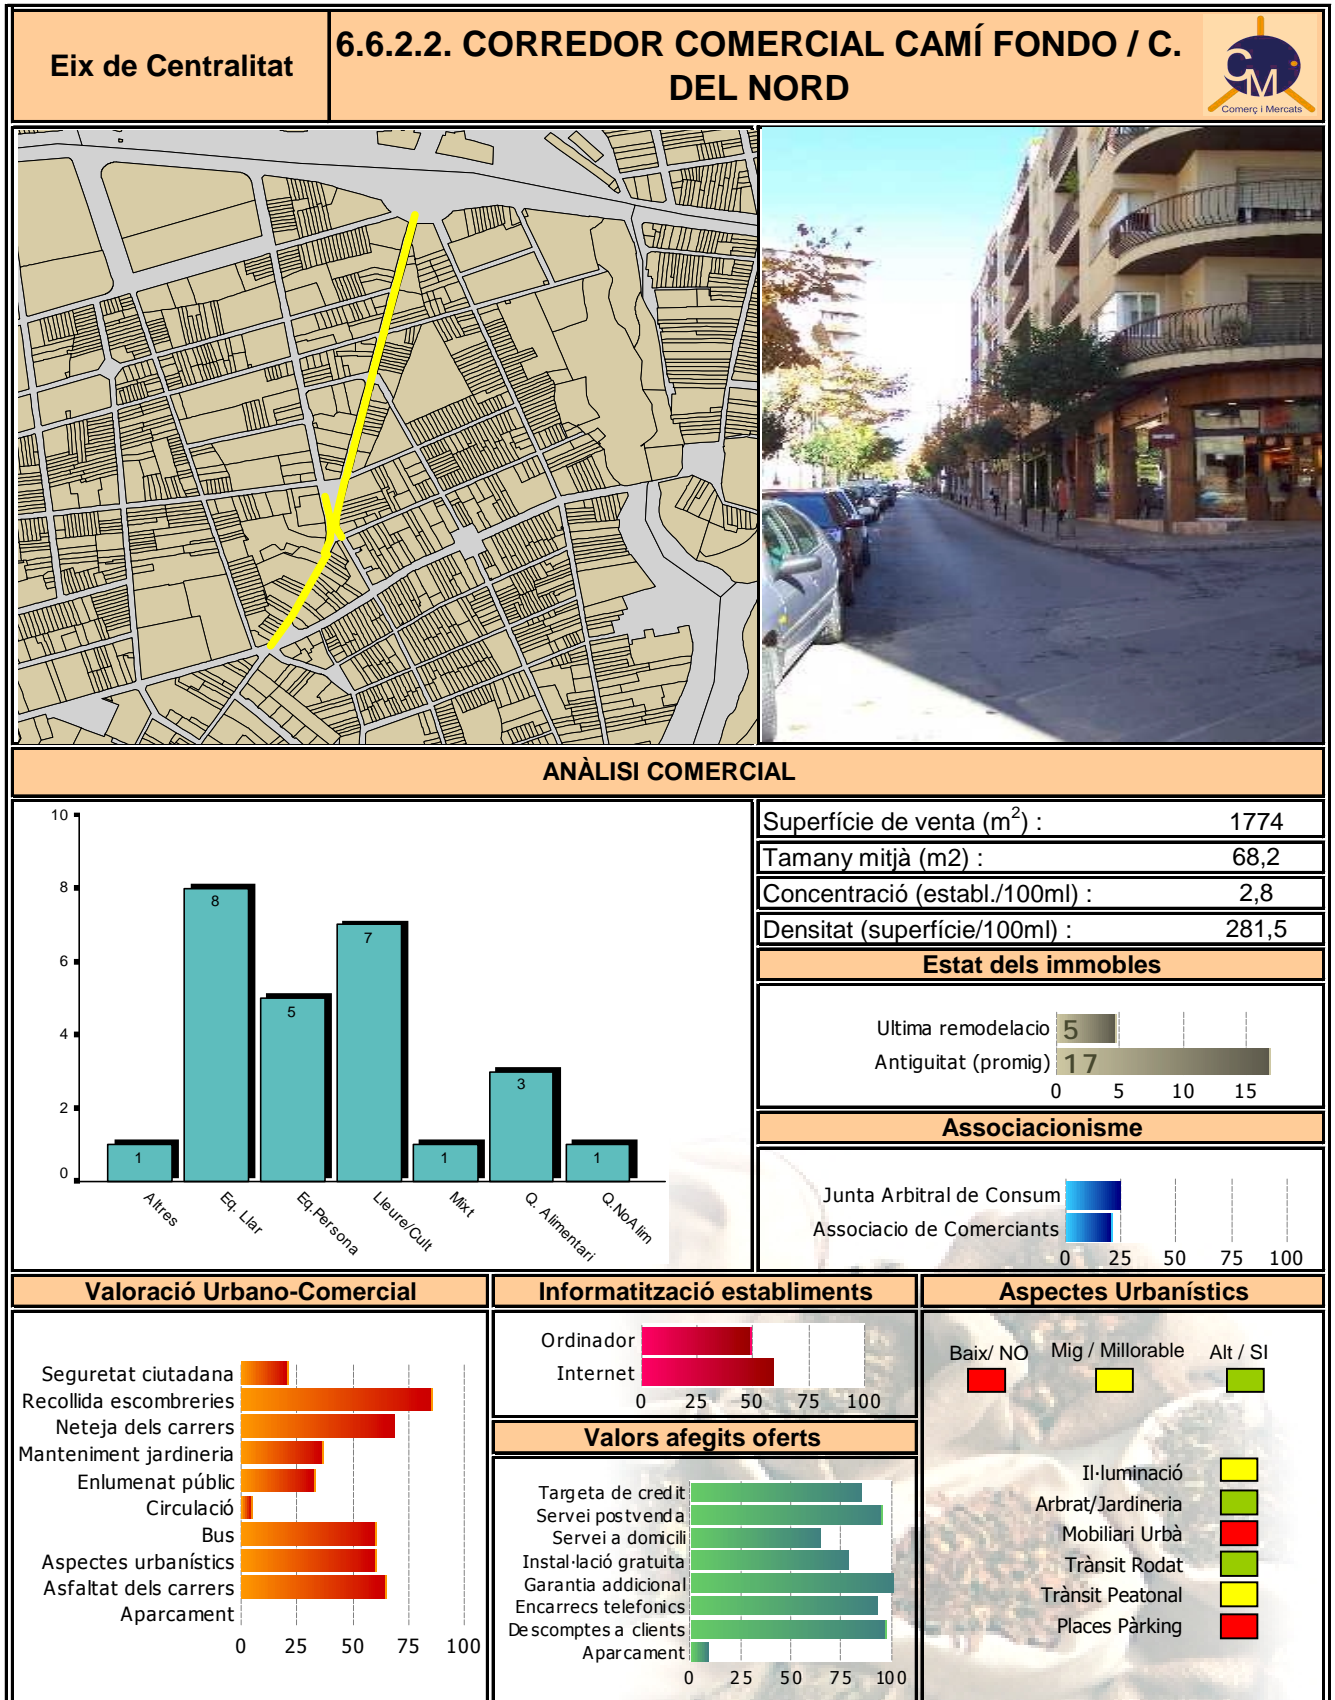 Eix de Centralitat
6.6.2.2. CORREDOR COMERCIAL CAMÍ FONDO / C.
DEL NORD
CM
Comerç i Mercats
ANÀLISI COMERCIAL
10
8
6
4
2
0
8
7
5
3
1
1
1
Altres
Eq. Llar
Eq.Persona
Lleure/Cult
Mixt
Q. Alimentari
Q.NoAlim
Superfície de venta (m2) : 1774
Tamany mitjà (m2) : 68,2
Concentració (establ./100ml) : 2,8
Densitat (superfície/100ml) : 281,5
Estat dels immobles
Ultima remodelacio 5
Antiguitat (promig) 17
0 5 10 15
Associacionisme
Junta Arbitral de Consum
Associacio de Comerciants
0 25 50 75 100
Valoració Urbano-Comercial
Seguretat ciutadana
Recollida escombreries
Neteja dels carrers
Manteniment jardineria
Enlumenat públic
Circulació
Bus
Aspectes urbanístics
Asfaltat dels carrers
Aparcament
0 25 50 75 100
Informatització establiments
Ordinador
Internet
0 25 50 75 100
Valors afegits oferts
Targeta de credit
Servei postvenda
Servei a domicili
Instal·lació gratuita
Garantia addicional
Encarrecs telefonics
Descomptes a clients
Aparcament
0 25 50 75 100
Aspectes Urbanístics
Baix/ NO Mig / Millorable Alt / SI
Il·luminació
Arbrat/Jardineria
Mobiliari Urbà
Trànsit Rodat
Trànsit Peatonal
Places Pàrking